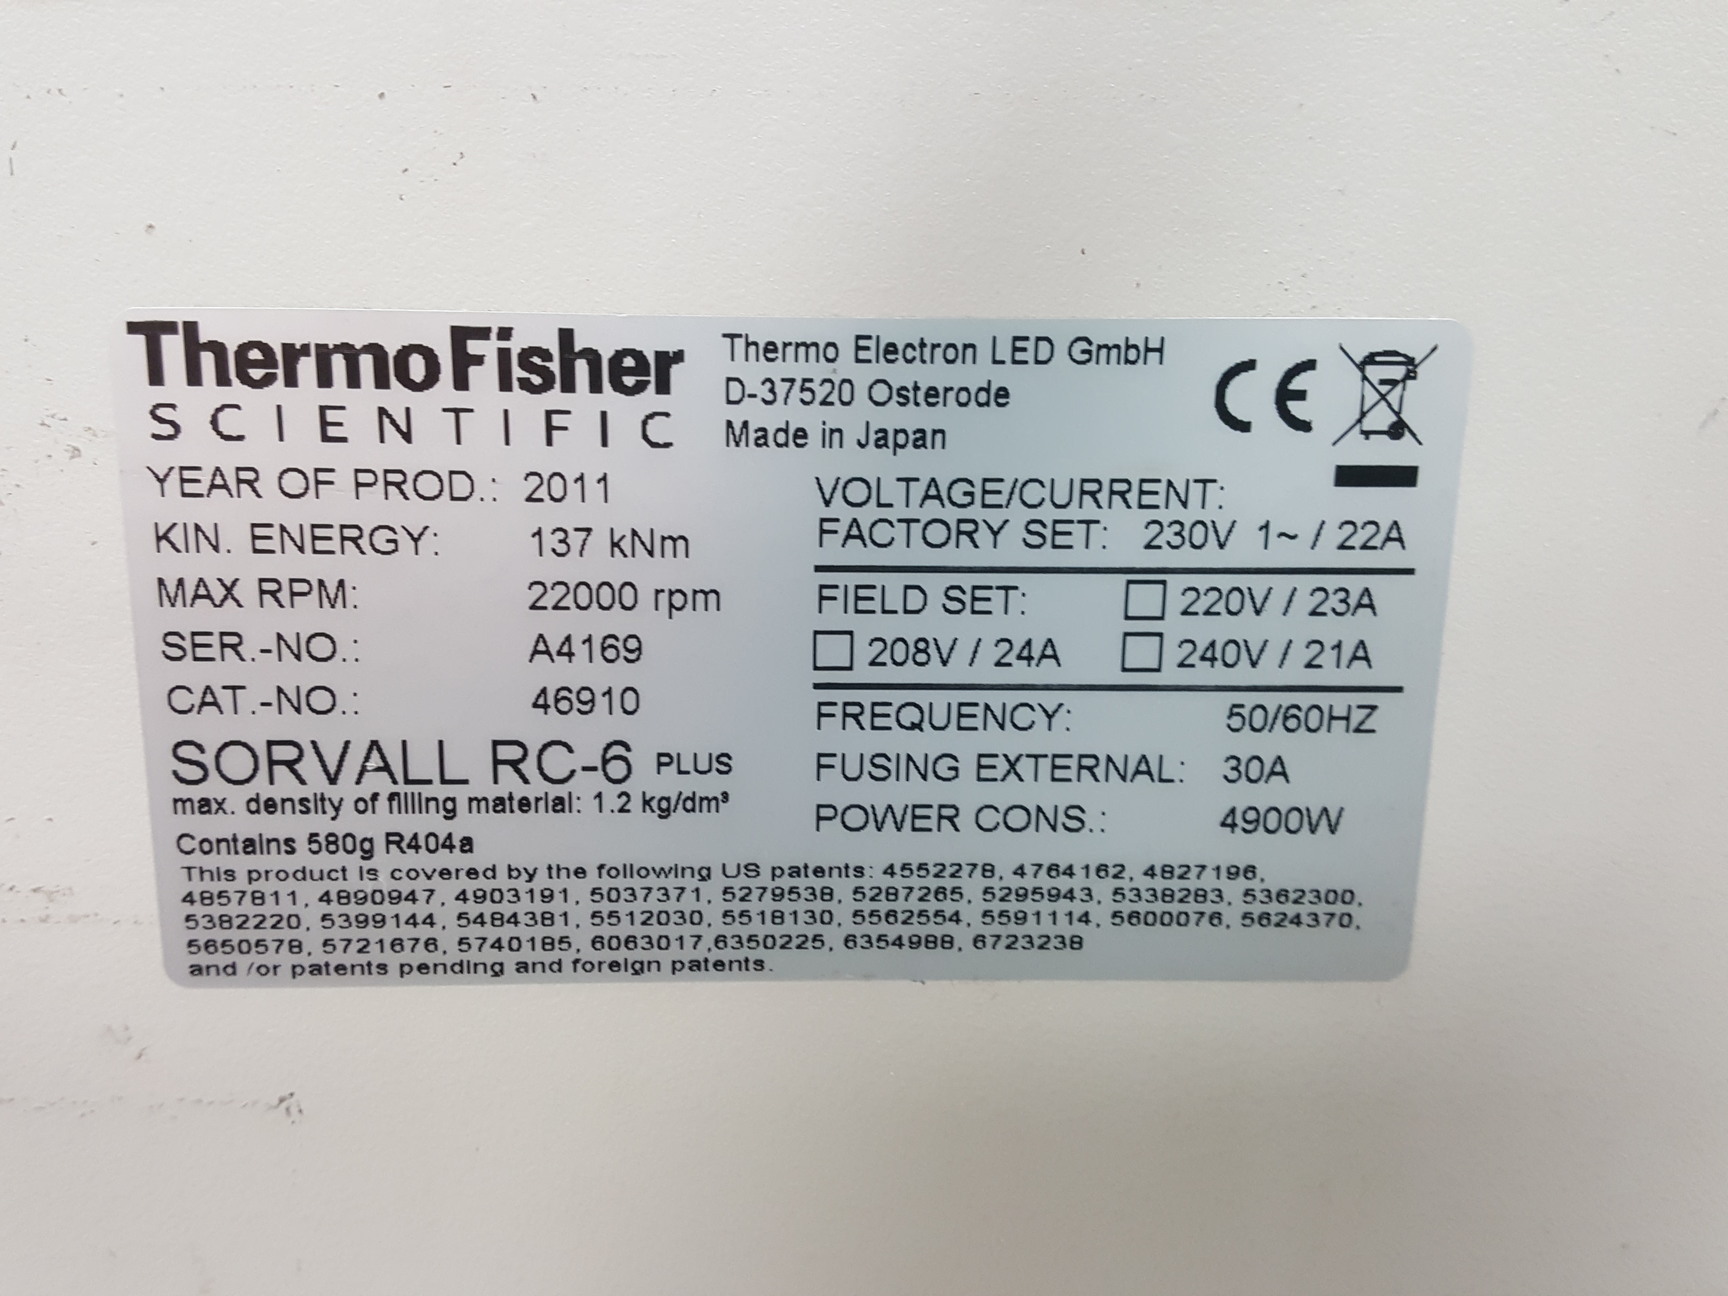 ThermoFisher
SCIENTIFIC
Thermo Electron LED GmbH
D-37520 Osterode
Made in Japan
CE
YEAR OF PROD.: 2011
KIN. ENERGY: 137 kNm
MAX RPM: 22000 rpm
SER.-NO.: A4169
CAT.-NO.: 46910
SORVALL RC-6 PLUS
max. density of filling material: 1.2 kg/dm³
Contains 580g R404a
VOLTAGE/CURRENT:
FACTORY SET: 230V 1~ / 22A
FIELD SET: 220V / 23A
208V / 24A 240V / 21A
FREQUENCY: 50/60HZ
FUSING EXTERNAL: 30A
POWER CONS.: 4900W
This product is covered by the following US patents: 4552278, 4764162, 4827196,
4857811, 4890947, 4903191, 5037371, 5279538, 5287265, 5295943, 5338283, 5362300,
5382220, 5399144, 5484381, 5512030, 5518130, 5562554, 5591114, 5600076, 5624370,
5650578, 5721676, 5740185, 6063017,6350225, 6354988, 6723238
and /or patents pending and foreign patents.